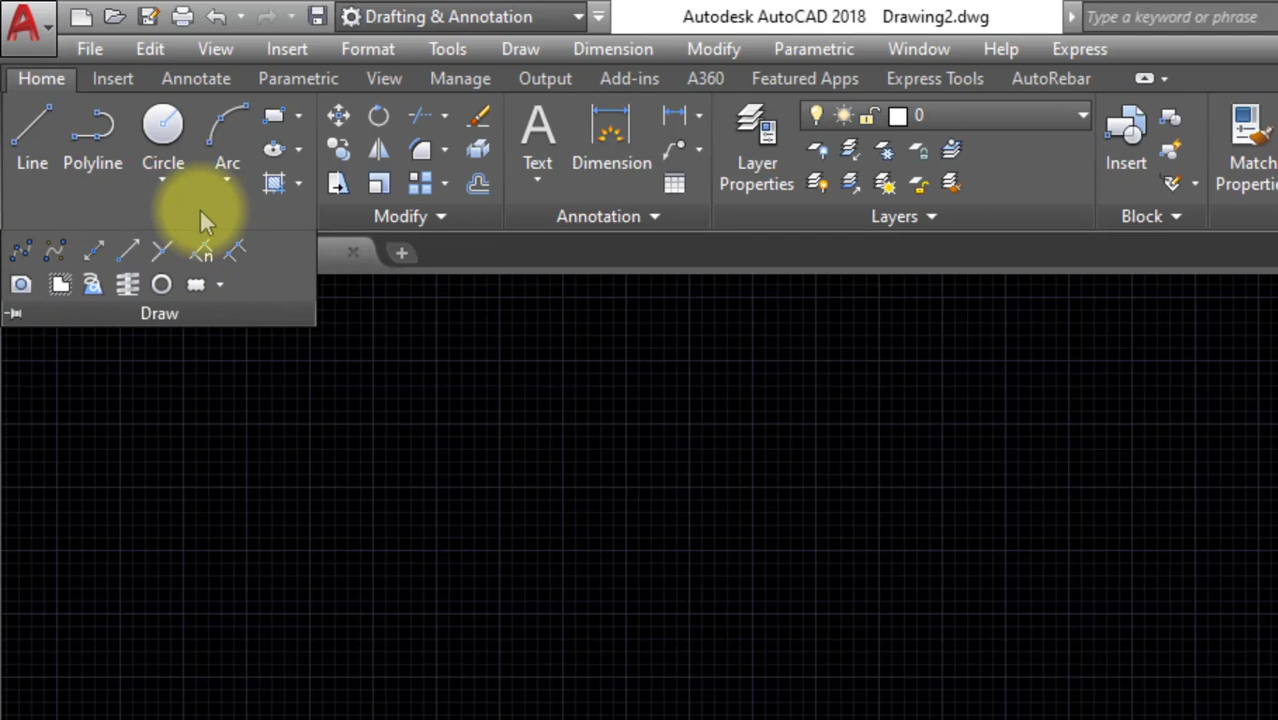 Drafting & Annotation
Autodesk AutoCAD 2018 Drawing2.dwg
Type a keyword or phrase
File Edit View Insert Format Tools Draw Dimension Modify Parametric Window Help Express
Home Insert Annotate Parametric View Manage Output Add-ins A360 Featured Apps Express Tools AutoRebar
0
Line Polyline Circle Arc Text Dimension Layer Properties Insert Match
Properti
Modify Annotation Layers Block
n
Draw